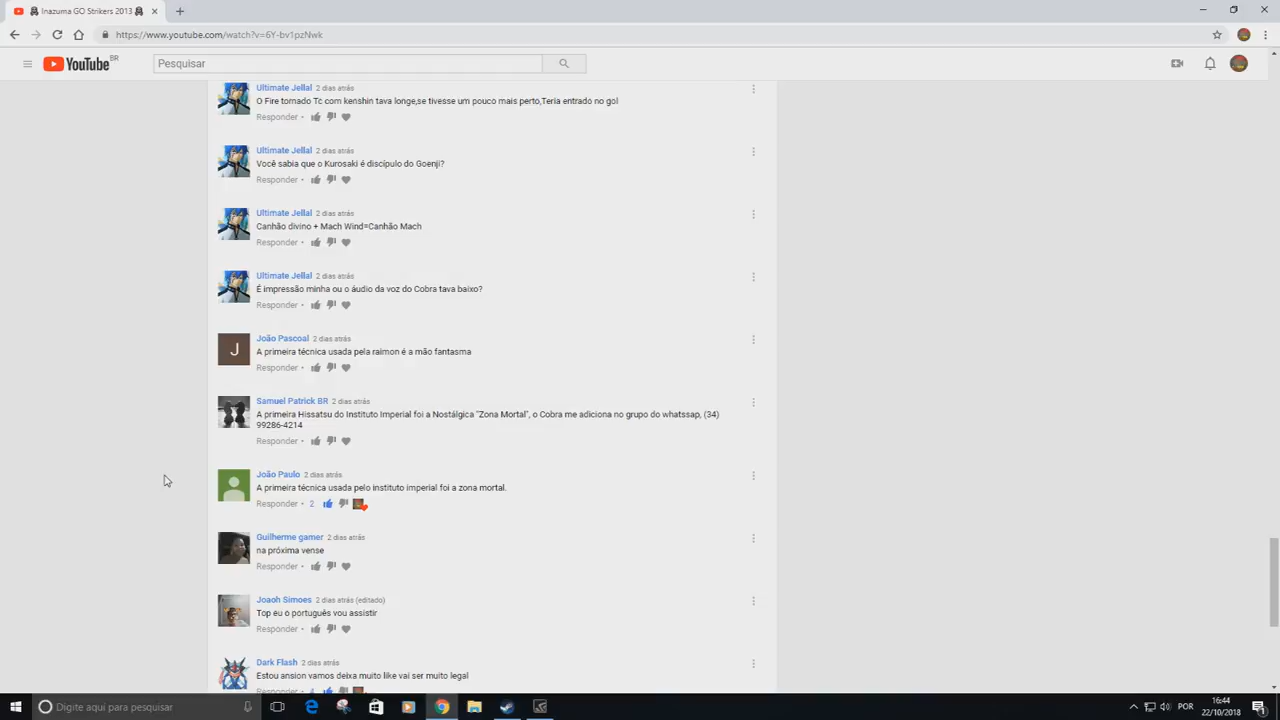 Inazuma GO Strikers 2013
https://www.youtube.com/watch?v=6Y-bv1pzNwk
YouTube BR
Pesquisar
Ultimate Jellal 2 dias atrás
O Fire tornado Tc com kenshin tava longe,se tivesse um pouco mais perto,Teria entrado no gol
Responder •
Ultimate Jellal 2 dias atrás
Você sabia que o Kurosaki é discípulo do Goenji?
Responder •
Ultimate Jellal 2 dias atrás
Canhão divino + Mach Wind=Canhão Mach
Responder •
Ultimate Jellal 2 dias atrás
É impressão minha ou o áudio da voz do Cobra tava baixo?
Responder •
J
João Pascoal 2 dias atrás
A primeira técnica usada pela raimon é a mão fantasma
Responder •
Samuel Patrick BR 2 dias atrás
A primeira Hissatsu do Instituto Imperial foi a Nostálgica "Zona Mortal", o Cobra me adiciona no grupo do whatssap, (34)
99286-4214
Responder •
João Paulo 2 dias atrás
A primeira técnica usada pelo instituto imperial foi a zona mortal.
Responder • 2
Guilherme gamer 2 dias atrás
na próxima vense
Responder •
Joaoh Simoes 2 dias atrás (editado)
Top eu o português vou assistir
Responder •
Dark Flash 2 dias atrás
Estou ansion vamos deixa muito like vai ser muito legal
Responder • 4
Digite aqui para pesquisar
POR
16:44
22/10/2018
1